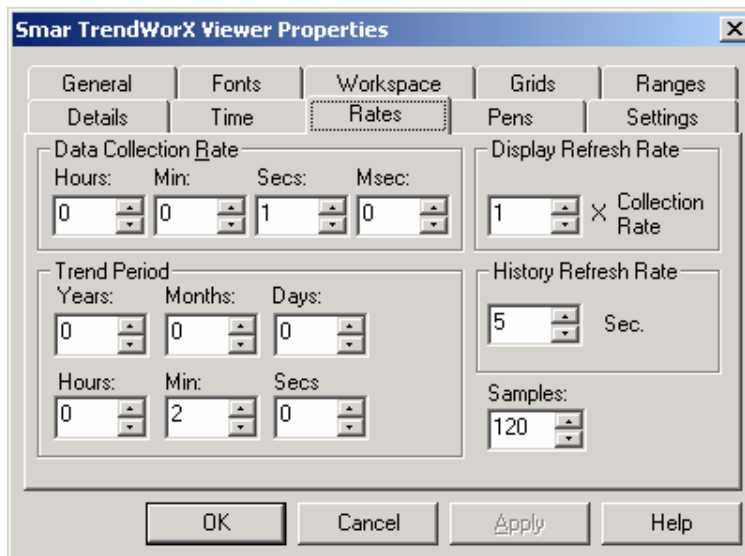 Smar TrendWorX Viewer Properties
General Fonts Workspace Grids Ranges
Details Time Rates Pens Settings
Data Collection Rate
Hours: Min: Secs: Msec:
0 0 1 0
Display Refresh Rate
1 X Collection
Rate
Trend Period
Years: Months: Days:
0 0 0
Hours: Min: Secs
0 2 0
History Refresh Rate
5 Sec.
Samples:
120
OK Cancel Apply Help